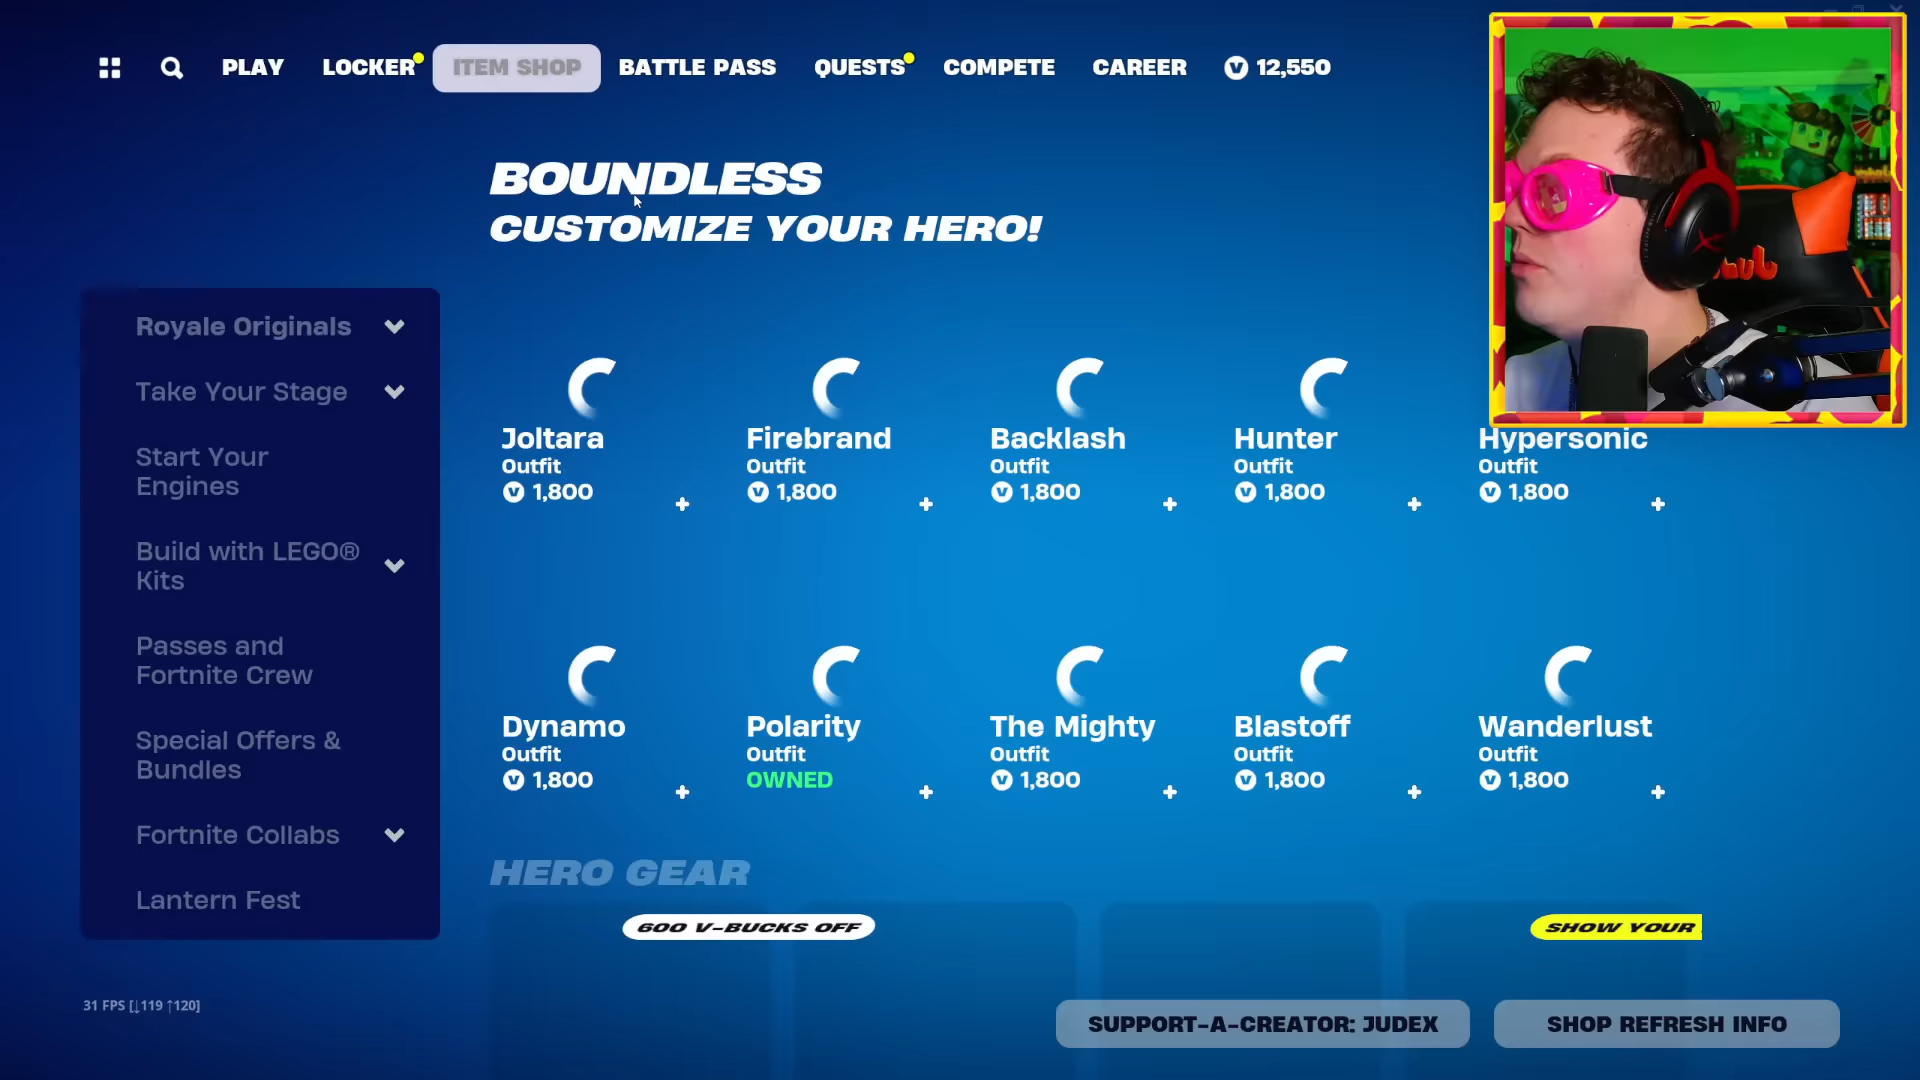 PLAY LOCKER ITEM SHOP BATTLE PASS QUESTS COMPETE CAREER 12,550
BOUNDLESS
CUSTOMIZE YOUR HERO!
Royale Originals
Take Your Stage
Start Your
Engines
Build with LEGO®
Kits
Passes and
Fortnite Crew
Special Offers &
Bundles
Fortnite Collabs
Lantern Fest
Joltara
Outfit
1,800
Firebrand
Outfit
1,800
Backlash
Outfit
1,800
Hunter
Outfit
1,800
Hypersonic
Outfit
1,800
Dynamo
Outfit
1,800
Polarity
Outfit
OWNED
The Mighty
Outfit
1,800
Blastoff
Outfit
1,800
Wanderlust
Outfit
1,800
HERO GEAR
600 V-BUCKS OFF
SHOW YOUR
31 FPS [↓119 ↑120]
SUPPORT-A-CREATOR: JUDEX
SHOP REFRESH INFO